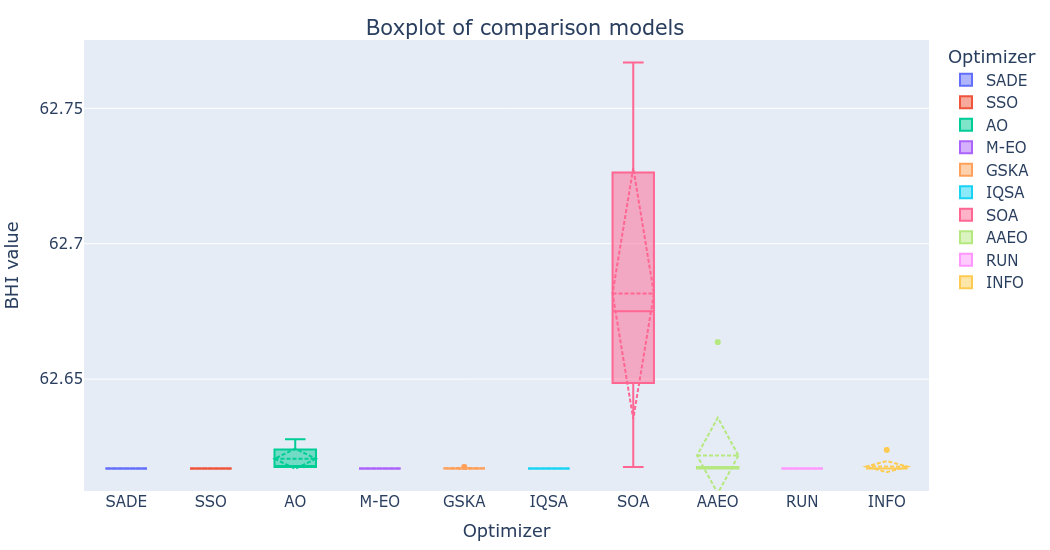 Boxplot of comparison models
Optimizer
SADE
SSO
AO
M-EO
GSKA
IQSA
SOA
AAEO
RUN
INFO
BHI value
62.75
62.7
62.65
SADE SSO AO M-EO GSKA IQSA SOA AAEO RUN INFO
Optimizer